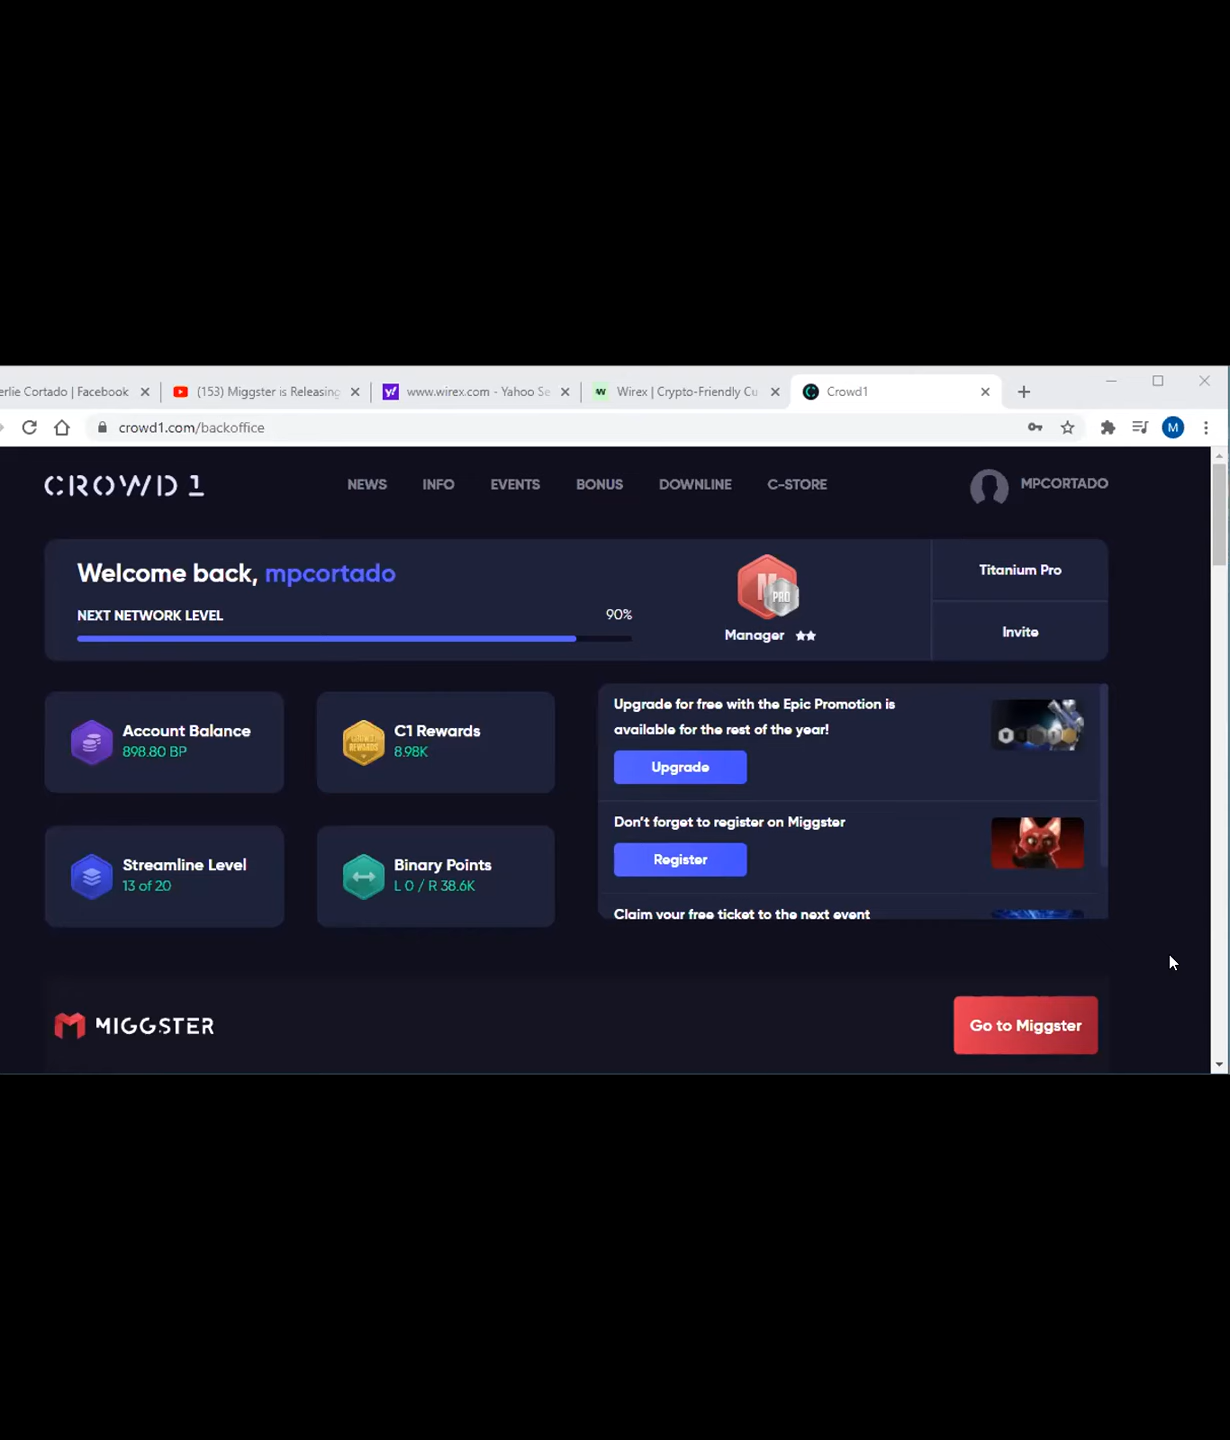 erlie Cortado | Facebook
(153) Miggster is Releasing
www.wirex.com - Yahoo Se
Wirex | Crypto-Friendly Cu
Crowd1
crowd1.com/backoffice
M
CROWD 1
NEWS
INFO
EVENTS
BONUS
DOWNLINE
C-STORE
MPCORTADO
Welcome back, mpcortado
NEXT NETWORK LEVEL
90%
M
PRO
Manager
Titanium Pro
Invite
Account Balance
898.80 BP
C1 Rewards
8.98K
Streamline Level
13 of 20
Binary Points
L 0 / R 38.6K
Upgrade for free with the Epic Promotion is
available for the rest of the year!
Upgrade
Don't forget to register on Miggster
Register
Claim your free ticket to the next event
MIGGSTER
Go to Miggster